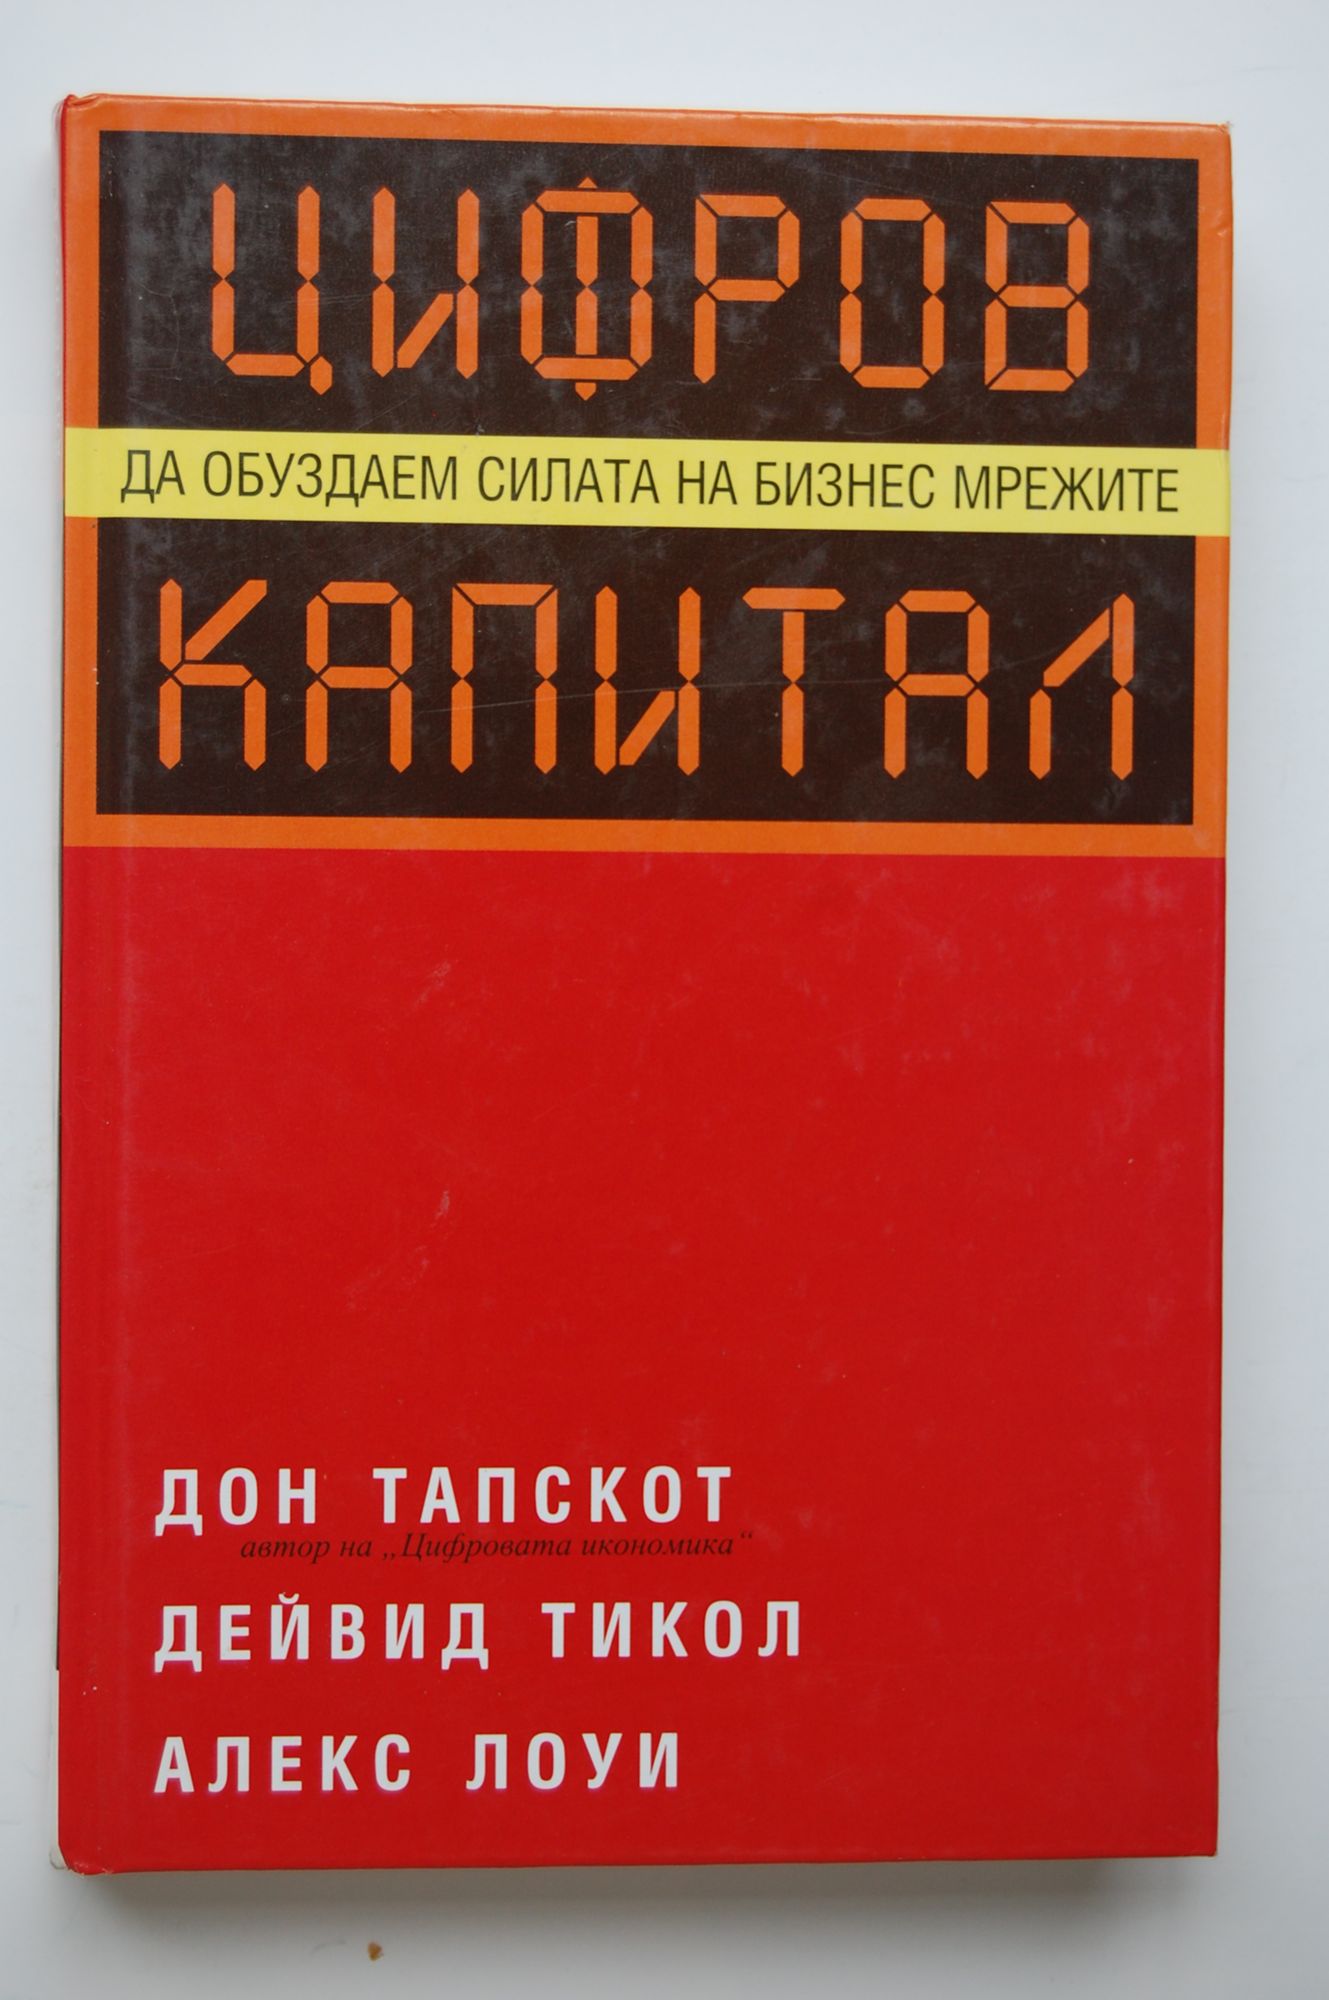 ЦИФРОВ
ДА ОБУЗДАЕМ СИЛАТА НА БИЗНЕС МРЕЖИТЕ
КАПИТАЛ
ДОН ТАПСКОТ
автор на „Цифровата икономика“
ДЕЙВИД ТИКОЛ
АЛЕКС ЛОУИ